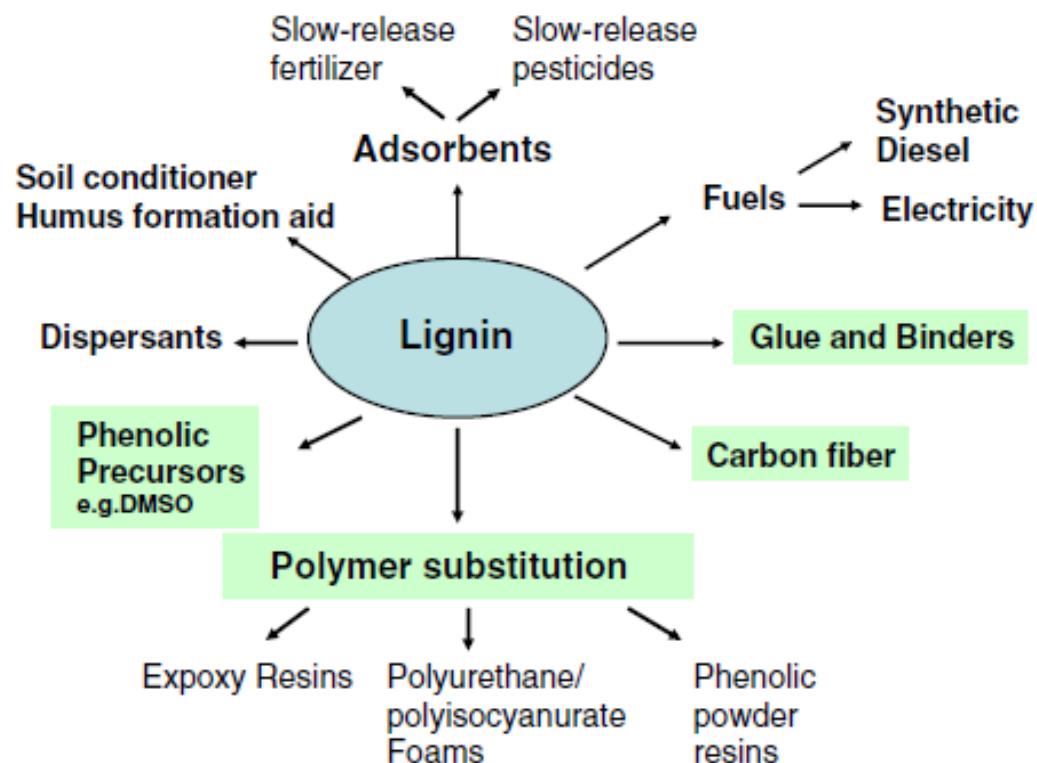 Slow-release
fertilizer
Slow-release
pesticides
Adsorbents
Synthetic
Diesel
Fuels
Electricity
Soil conditioner
Humus formation aid
Lignin
Dispersants
Glue and Binders
Phenolic
Precursors
e.g.DMSO
Carbon fiber
Polymer substitution
Expoxy Resins
Polyurethane/
polyisocyanurate
Foams
Phenolic
powder
resins